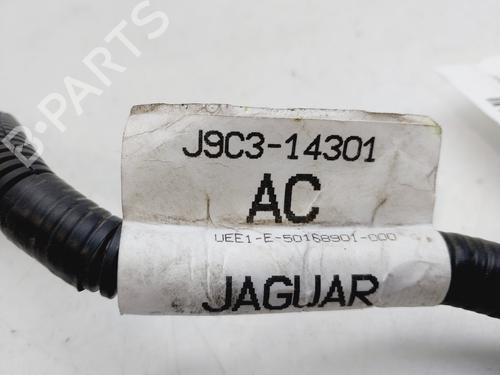 J9C3-14301
AC
UEE1-E-50168901-000
JAGUAR
B-PARTS